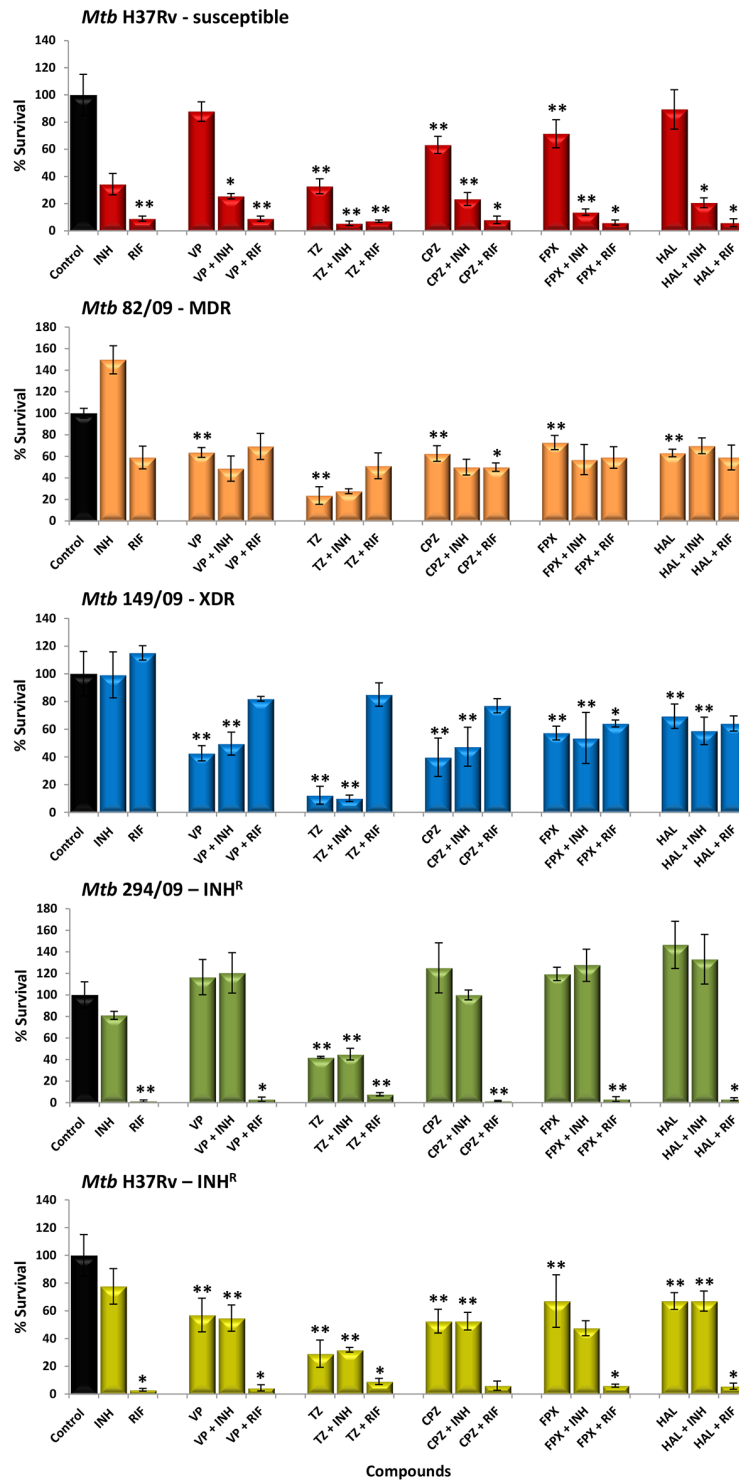 Mtb H37Rv - susceptible
% Survival
140
120
100
80
60
40
20
0
** * ** ** ** ** ** ** * ** ** * * *
Control INH RIF VP VP + INH VP + RIF TZ TZ + INH TZ + RIF CPZ CPZ + INH CPZ + RIF FPX FPX + INH FPX + RIF HAL HAL + INH HAL + RIF
Mtb 82/09 - MDR
% Survival
180
160
140
120
100
80
60
40
20
0
** ** ** * ** **
Control INH RIF VP VP + INH VP + RIF TZ TZ + INH TZ + RIF CPZ CPZ + INH CPZ + RIF FPX FPX + INH FPX + RIF HAL HAL + INH HAL + RIF
Mtb 149/09 - XDR
% Survival
140
120
100
80
60
40
20
0
** ** ** ** ** ** ** ** * ** **
Control INH RIF VP VP + INH VP + RIF TZ TZ + INH TZ + RIF CPZ CPZ + INH CPZ + RIF FPX FPX + INH FPX + RIF HAL HAL + INH HAL + RIF
Mtb 294/09 – INHᴿ
% Survival
180
160
140
120
100
80
60
40
20
0
** * ** ** ** ** ** *
Control INH RIF VP VP + INH VP + RIF TZ TZ + INH TZ + RIF CPZ CPZ + INH CPZ + RIF FPX FPX + INH FPX + RIF HAL HAL + INH HAL + RIF
Mtb H37Rv – INHᴿ
% Survival
140
120
100
80
60
40
20
0
* ** ** * ** ** * ** ** ** * ** ** *
Control INH RIF VP VP + INH VP + RIF TZ TZ + INH TZ + RIF CPZ CPZ + INH CPZ + RIF FPX FPX + INH FPX + RIF HAL HAL + INH HAL + RIF
Compounds